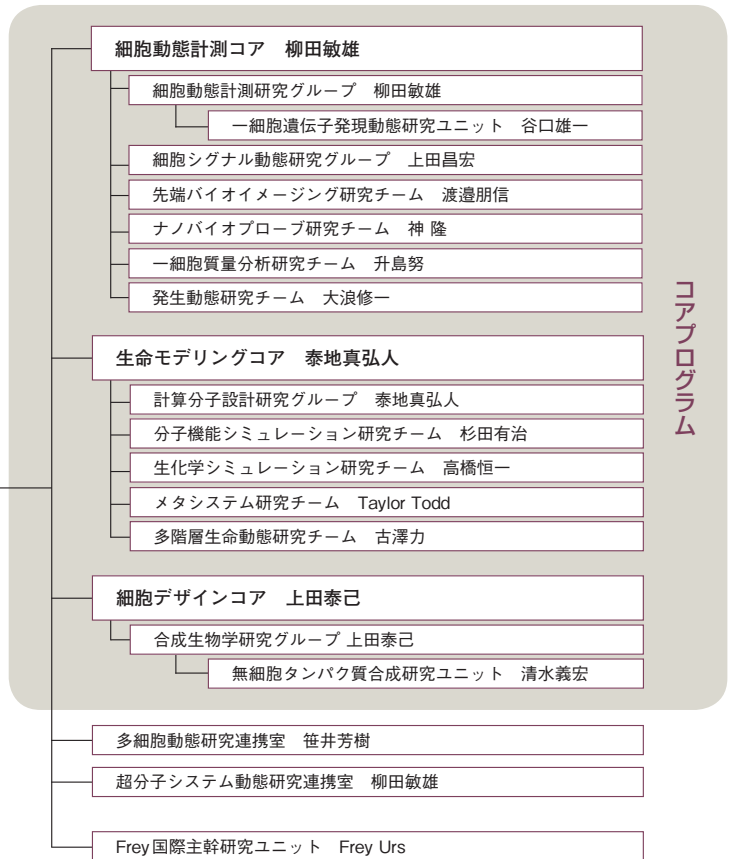 細胞動態計測コア　柳田敏雄
細胞動態計測研究グループ　柳田敏雄
一細胞遺伝子発現動態研究ユニット　谷口雄一
細胞シグナル動態研究グループ　上田昌宏
先端バイオイメージング研究チーム　渡邉朋信
ナノバイオプローブ研究チーム　神 隆
一細胞質量分析研究チーム　升島努
発生動態研究チーム　大浪修一
生命モデリングコア　泰地真弘人
計算分子設計研究グループ　泰地真弘人
分子機能シミュレーション研究チーム　杉田有治
生化学シミュレーション研究チーム　高橋恒一
メタシステム研究チーム　Taylor Todd
多階層生命動態研究チーム　古澤力
細胞デザインコア　上田泰己
合成生物学研究グループ 上田泰己
無細胞タンパク質合成研究ユニット　清水義宏
コアプログラム
多細胞動態研究連携室　笹井芳樹
超分子システム動態研究連携室　柳田敏雄
Frey国際主幹研究ユニット　Frey Urs